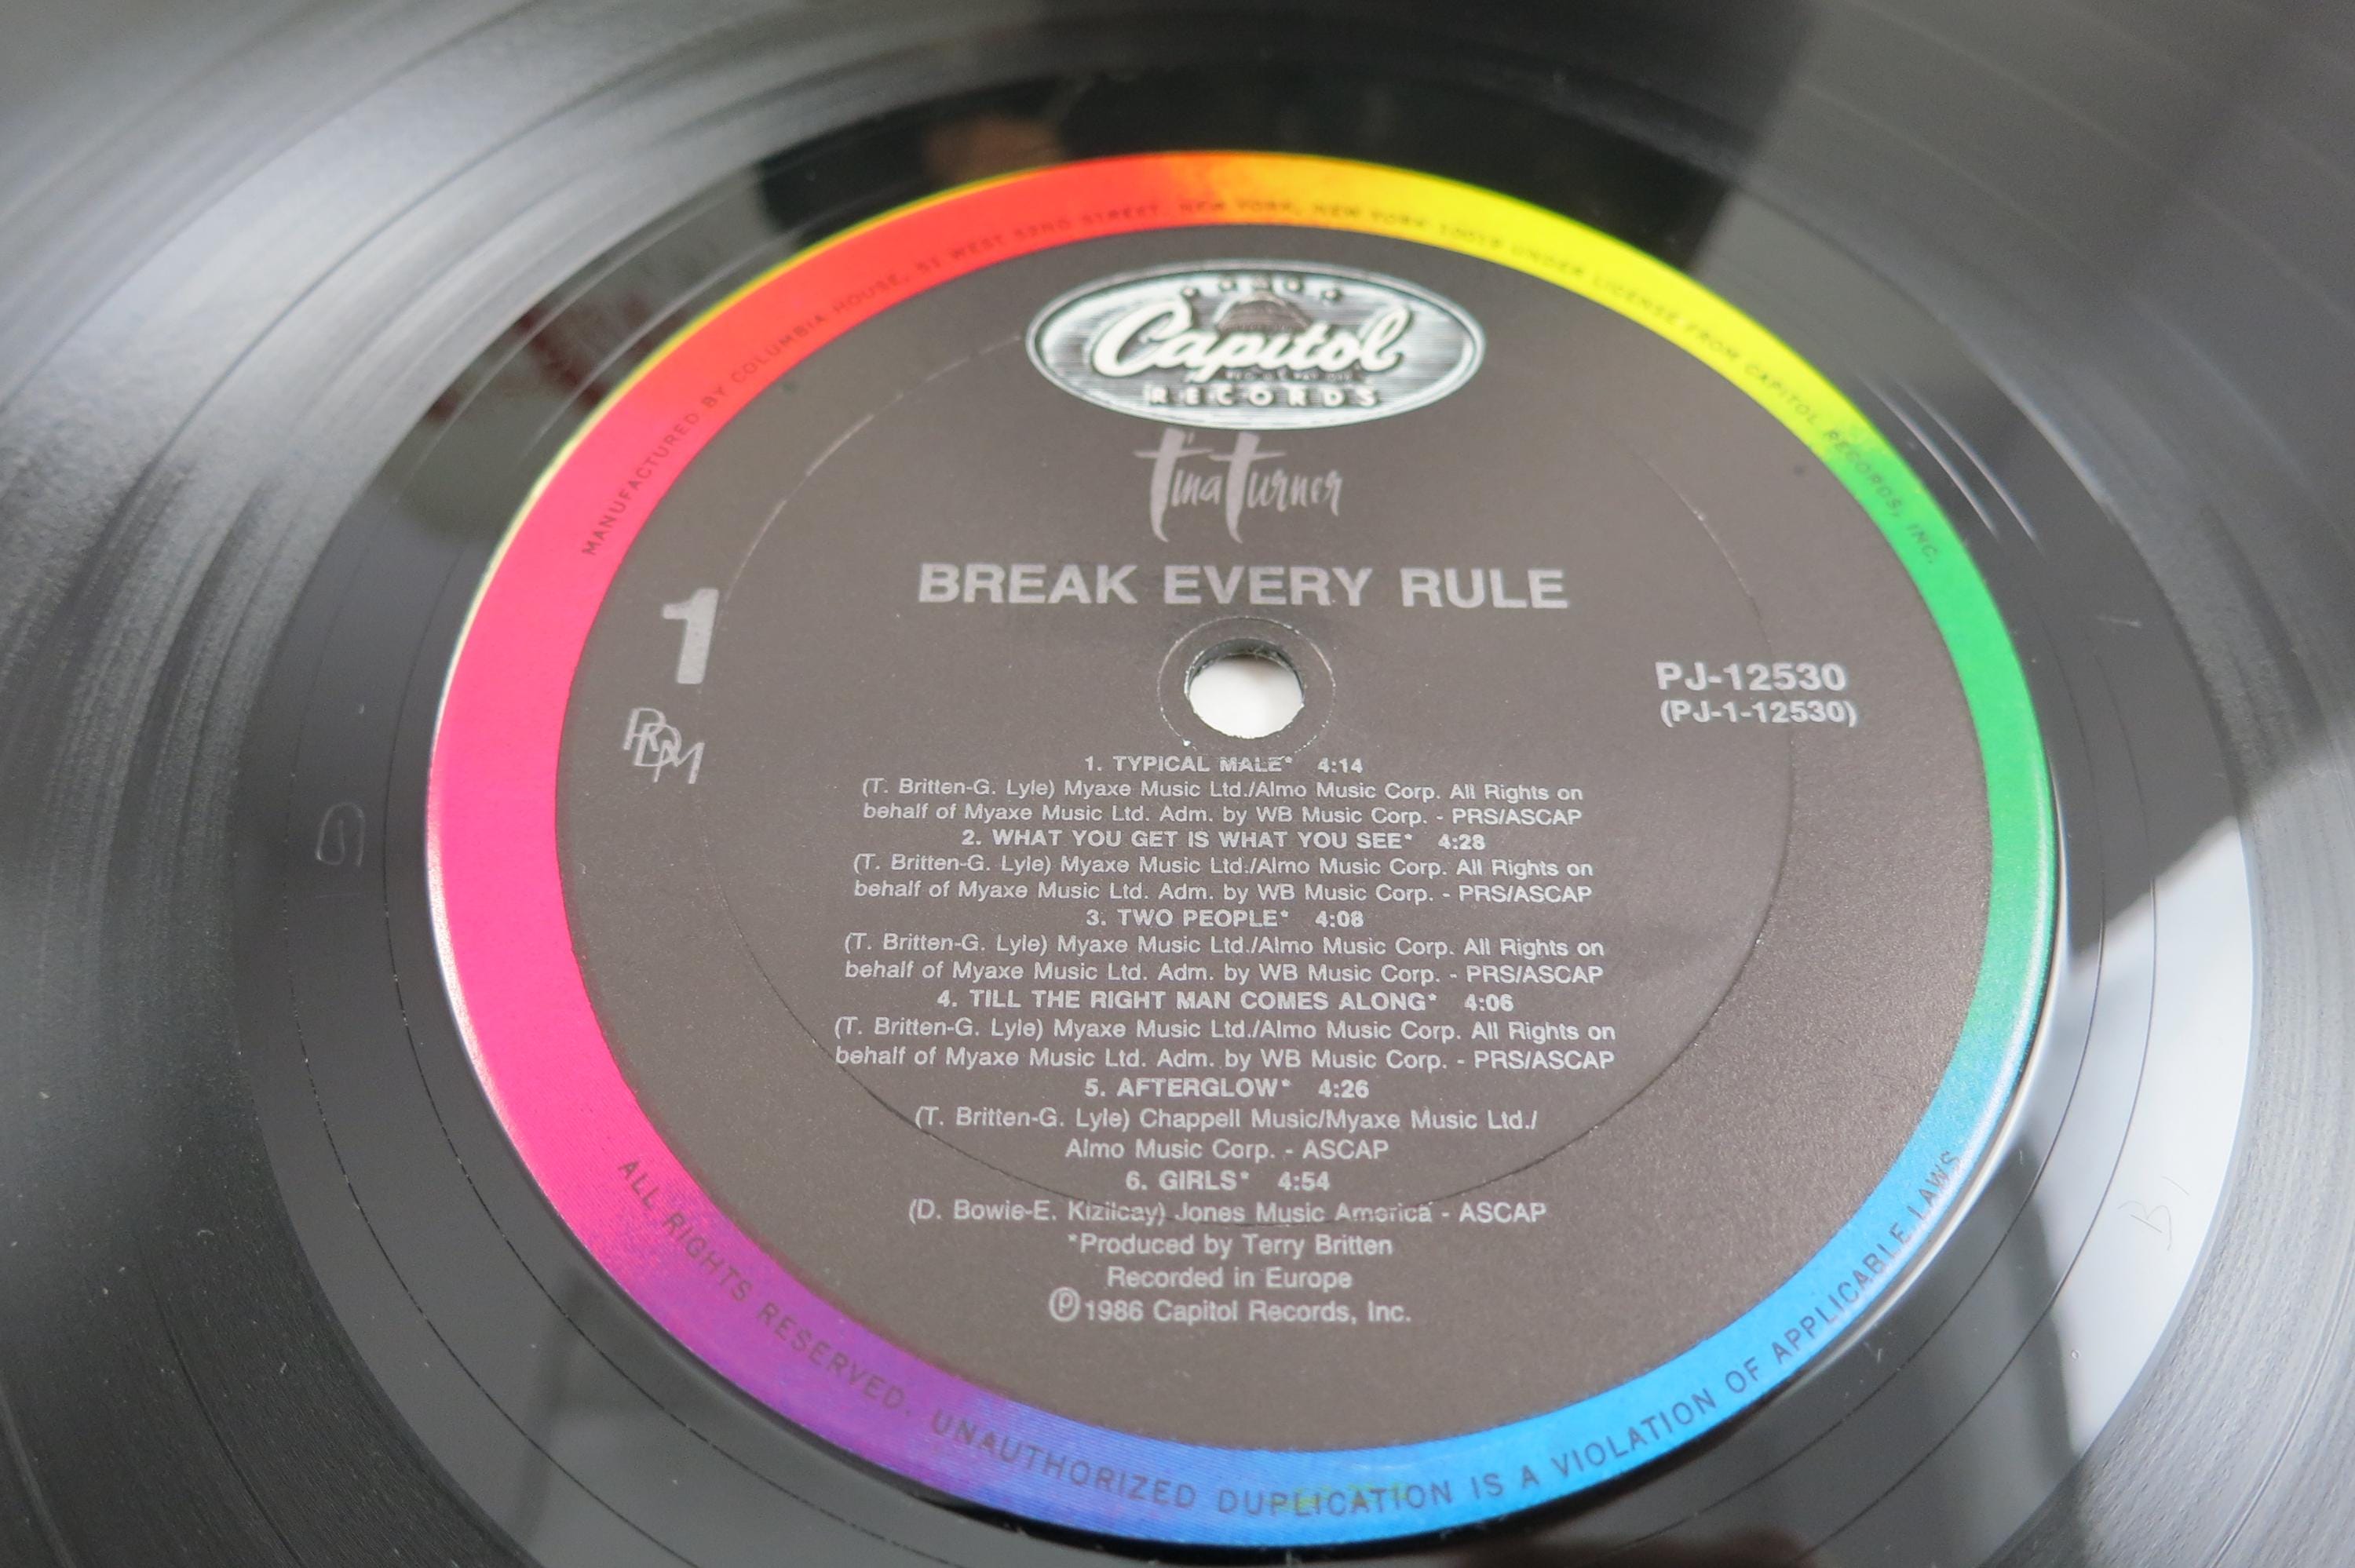 MANUFACTURED BY COLUMBIA HOUSE, 51 WEST 52ND STREET, NEW YORK, NEW YORK 10019 UNDER LICENSE FROM CAPITOL RECORDS, INC.
Capitol
RECORDS
Tina Turner
BREAK EVERY RULE
1
PJ-12530
(PJ-1-12530)
1. TYPICAL MALE* 4:14
(T. Britten-G. Lyle) Myaxe Music Ltd./Almo Music Corp. All Rights on
behalf of Myaxe Music Ltd. Adm. by WB Music Corp. - PRS/ASCAP
2. WHAT YOU GET IS WHAT YOU SEE* 4:28
(T. Britten-G. Lyle) Myaxe Music Ltd./Almo Music Corp. All Rights on
behalf of Myaxe Music Ltd. Adm. by WB Music Corp. - PRS/ASCAP
3. TWO PEOPLE* 4:08
(T. Britten-G. Lyle) Myaxe Music Ltd./Almo Music Corp. All Rights on
behalf of Myaxe Music Ltd. Adm. by WB Music Corp. - PRS/ASCAP
4. TILL THE RIGHT MAN COMES ALONG* 4:06
(T. Britten-G. Lyle) Myaxe Music Ltd./Almo Music Corp. All Rights on
behalf of Myaxe Music Ltd. Adm. by WB Music Corp. - PRS/ASCAP
5. AFTERGLOW* 4:26
(T. Britten-G. Lyle) Chappell Music/Myaxe Music Ltd./
Almo Music Corp. - ASCAP
6. GIRLS* 4:54
(D. Bowie-E. Kizilcay) Jones Music America - ASCAP
*Produced by Terry Britten
Recorded in Europe
℗1986 Capitol Records, Inc.
ALL RIGHTS RESERVED. UNAUTHORIZED DUPLICATION IS A VIOLATION OF APPLICABLE LAWS